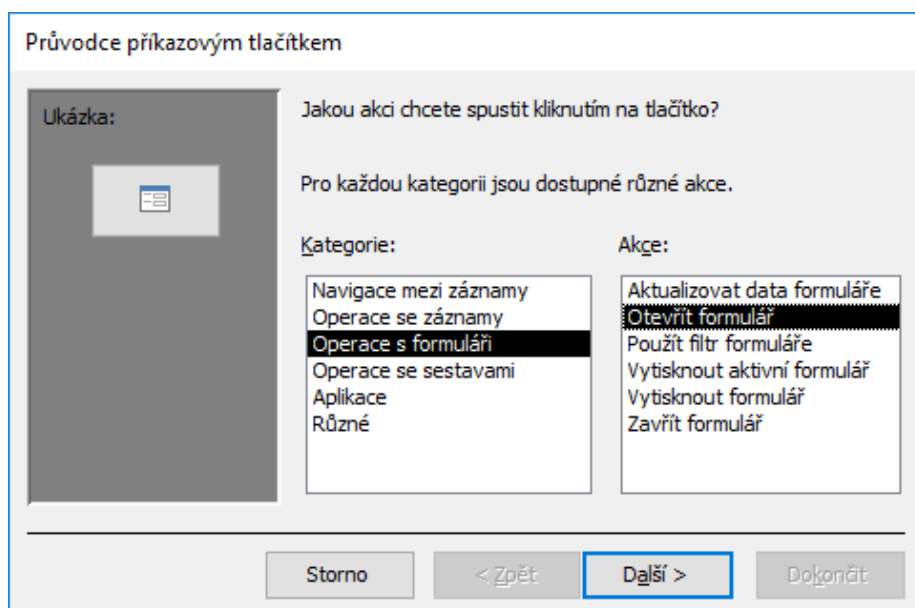 Průvodce příkazovým tlačítkem
Ukázka:
Jakou akci chcete spustit kliknutím na tlačítko?
Pro každou kategorii jsou dostupné různé akce.
Kategorie:
Navigace mezi záznamy
Operace se záznamy
Operace s formuláři
Operace se sestavami
Aplikace
Různé
Akce:
Aktualizovat data formuláře
Otevřít formulář
Použít filtr formuláře
Vytisknout aktivní formulář
Vytisknout formulář
Zavřít formulář
Storno
< Zpět
Další >
Dokončit